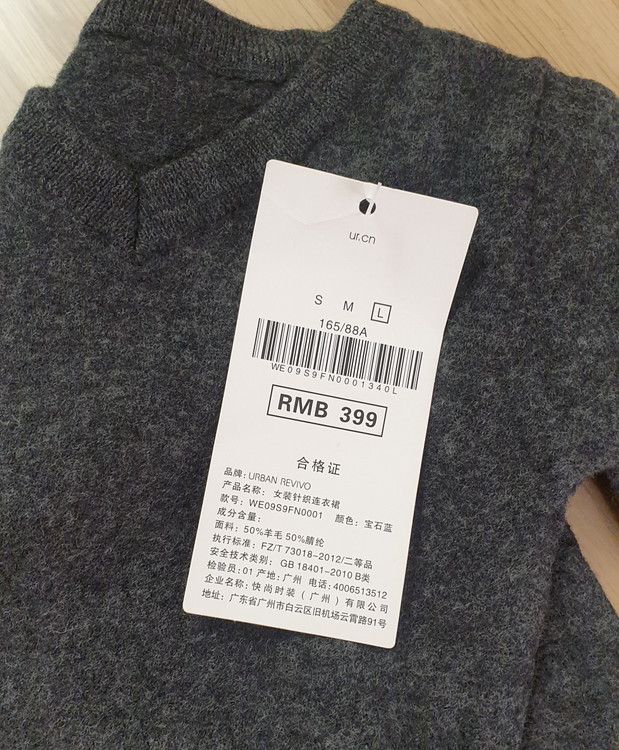 ur.cn
S M L
165/88A
WE09S9FN0001340L
RMB 399
合格证
品牌: URBAN REVIVO
产品名称: 女装针织连衣裙
款号: WE09S9FN0001 颜色: 宝石蓝
成分含量:
面料: 50%羊毛 50%腈纶
执行标准: FZ/T 73018-2012/二等品
安全技术类别: GB 18401-2010 B类
检验员: 01 产地: 广州 电话: 4006513512
企业名称: 快尚时装（广州）有限公司
地址: 广东省广州市白云区旧机场云霄路91号